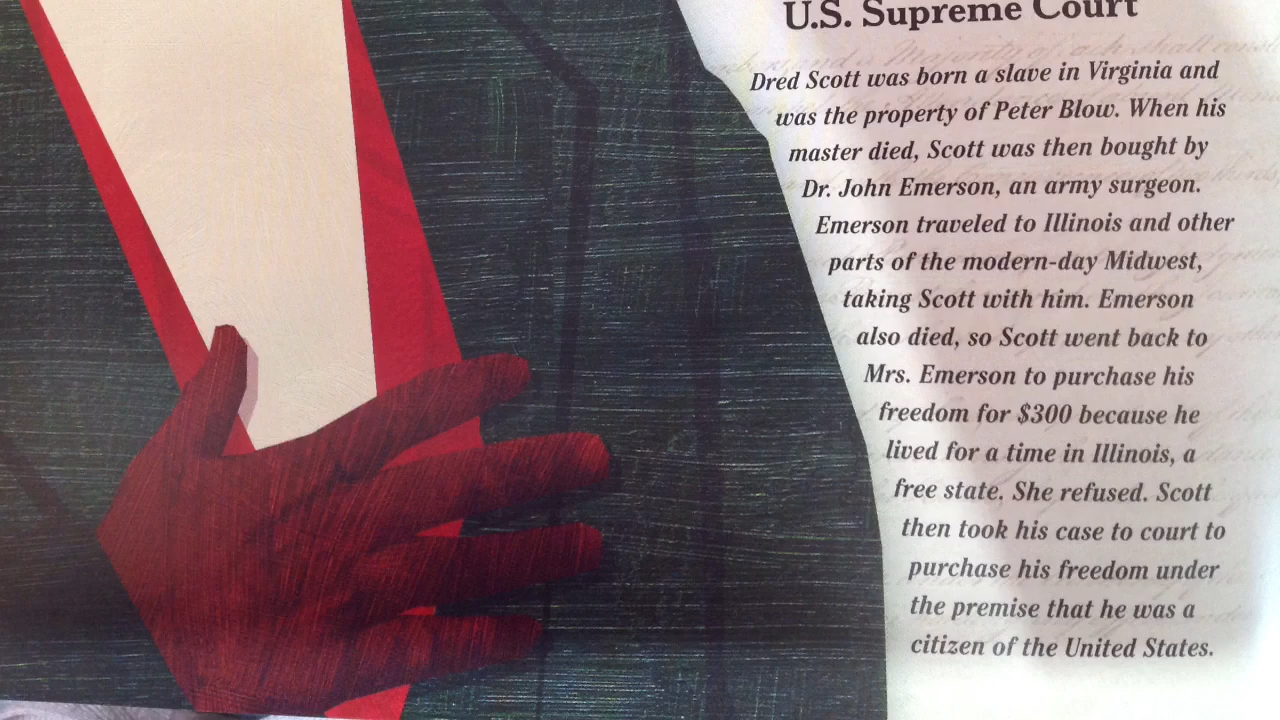 U.S. Supreme Court
Dred Scott was born a slave in Virginia and
was the property of Peter Blow. When his
master died, Scott was then bought by
Dr. John Emerson, an army surgeon.
Emerson traveled to Illinois and other
parts of the modern-day Midwest,
taking Scott with him. Emerson
also died, so Scott went back to
Mrs. Emerson to purchase his
freedom for $300 because he
lived for a time in Illinois, a
free state. She refused. Scott
then took his case to court to
purchase his freedom under
the premise that he was a
citizen of the United States.